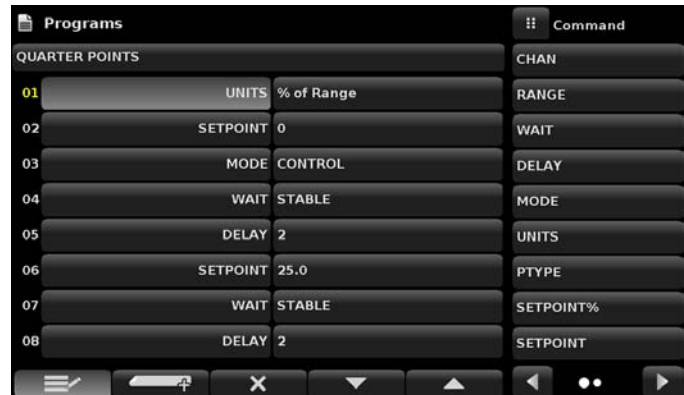 Programs
QUARTER POINTS
01 UNITS % of Range
02 SETPOINT 0
03 MODE CONTROL
04 WAIT STABLE
05 DELAY 2
06 SETPOINT 25.0
07 WAIT STABLE
08 DELAY 2
Command
CHAN
RANGE
WAIT
DELAY
MODE
UNITS
PTYPE
SETPOINT%
SETPOINT